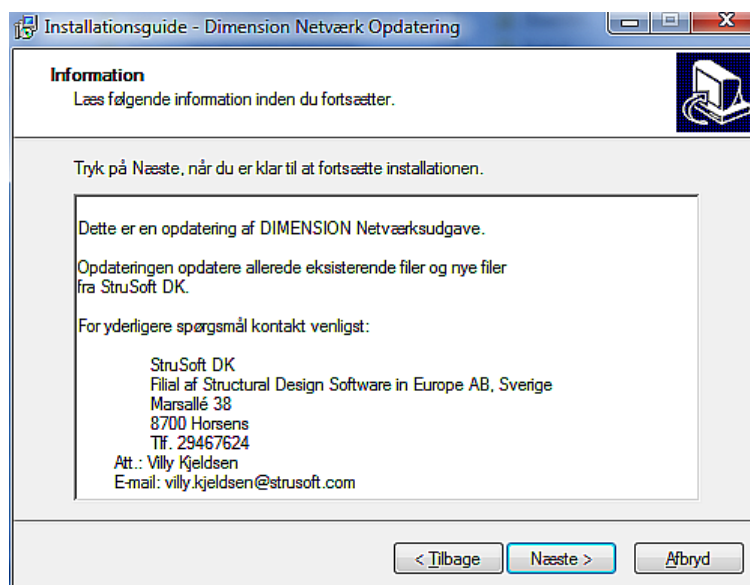 Installationsguide - Dimension Netværk Opdatering
Information
Læs følgende information inden du fortsætter.
Tryk på Næste, når du er klar til at fortsætte installationen.
Dette er en opdatering af DIMENSION Netværksudgave.
Opdateringen opdatere allerede eksisterende filer og nye filer
fra StruSoft DK.
For yderligere spørgsmål kontakt venligst:
StruSoft DK
Filial af Structural Design Software in Europe AB, Sverige
Marsallé 38
8700 Horsens
Tlf. 29467624
Att.: Villy Kjeldsen
E-mail: villy.kjeldsen@strusoft.com
< Tilbage
Næste >
Afbryd